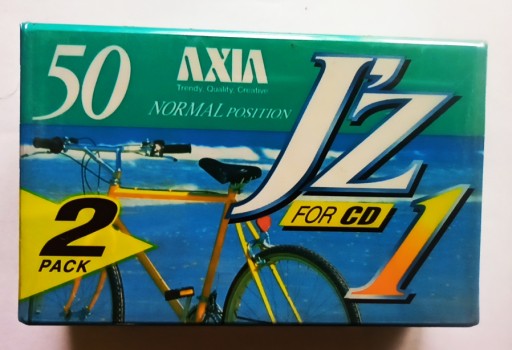 50
AXIA
Trendy. Quality. Creative
NORMAL POSITION
J'z
1
FOR CD
2
PACK